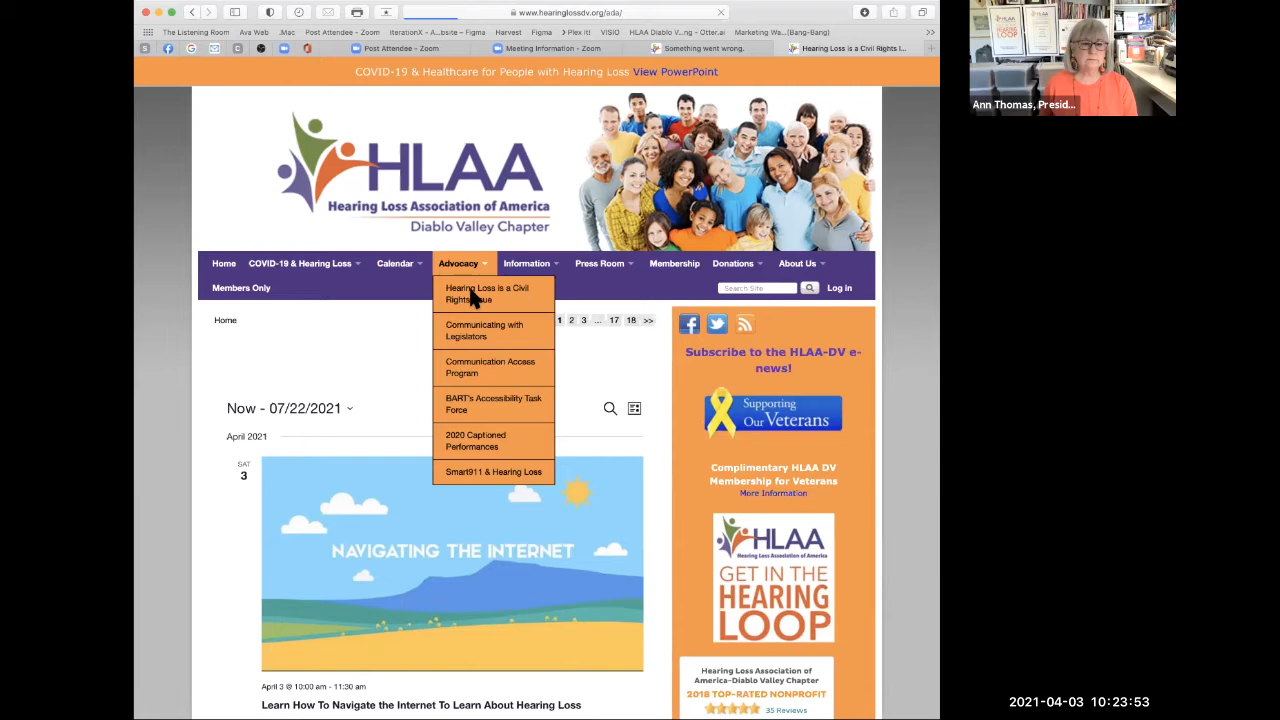 www.hearinglossdv.org/ada/
The Listening Room
Ava Web
Post Attendee - Zoom
iterationX - A...bsite – Figma
Harvest
Figma
> Plex it!
VISIO
HLAA Diablo V...ng - Otter.ai
Marketing Wa...(Bang-Bang)
Post Attendee - Zoom
Meeting Information - Zoom
Something went wrong.
Hearing Loss is a Civil Rights I...
COVID-19 & Healthcare for People with Hearing Loss View PowerPoint
Ann Thomas, Presid...
HLAA
Hearing Loss Association of America
Diablo Valley Chapter
Home
COVID-19 & Hearing Loss
Calendar
Advocacy
Information
Press Room
Membership
Donations
About Us
Members Only
Search Site
Log in
Hearing Loss is a Civil
Rights Issue
Communicating with
Legislators
Communication Access
Program
BART's Accessibility Task
Force
2020 Captioned
Performances
Smart911 & Hearing Loss
Home
1 2 3 ... 17 18 >>
Now - 07/22/2021
April 2021
SAT
3
NAVIGATING THE INTERNET
April 3 @ 10:00 am - 11:30 am
Learn How To Navigate the Internet To Learn About Hearing Loss
Subscribe to the HLAA-DV e-
news!
Supporting
Our Veterans
Complimentary HLAA DV
Membership for Veterans
More Information
HLAA
Hearing Loss Association of America
GET IN THE
HEARING
LOOP
Hearing Loss Association of
America-Diablo Valley Chapter
2018 TOP-RATED NONPROFIT
35 Reviews
2021-04-03 10:23:53